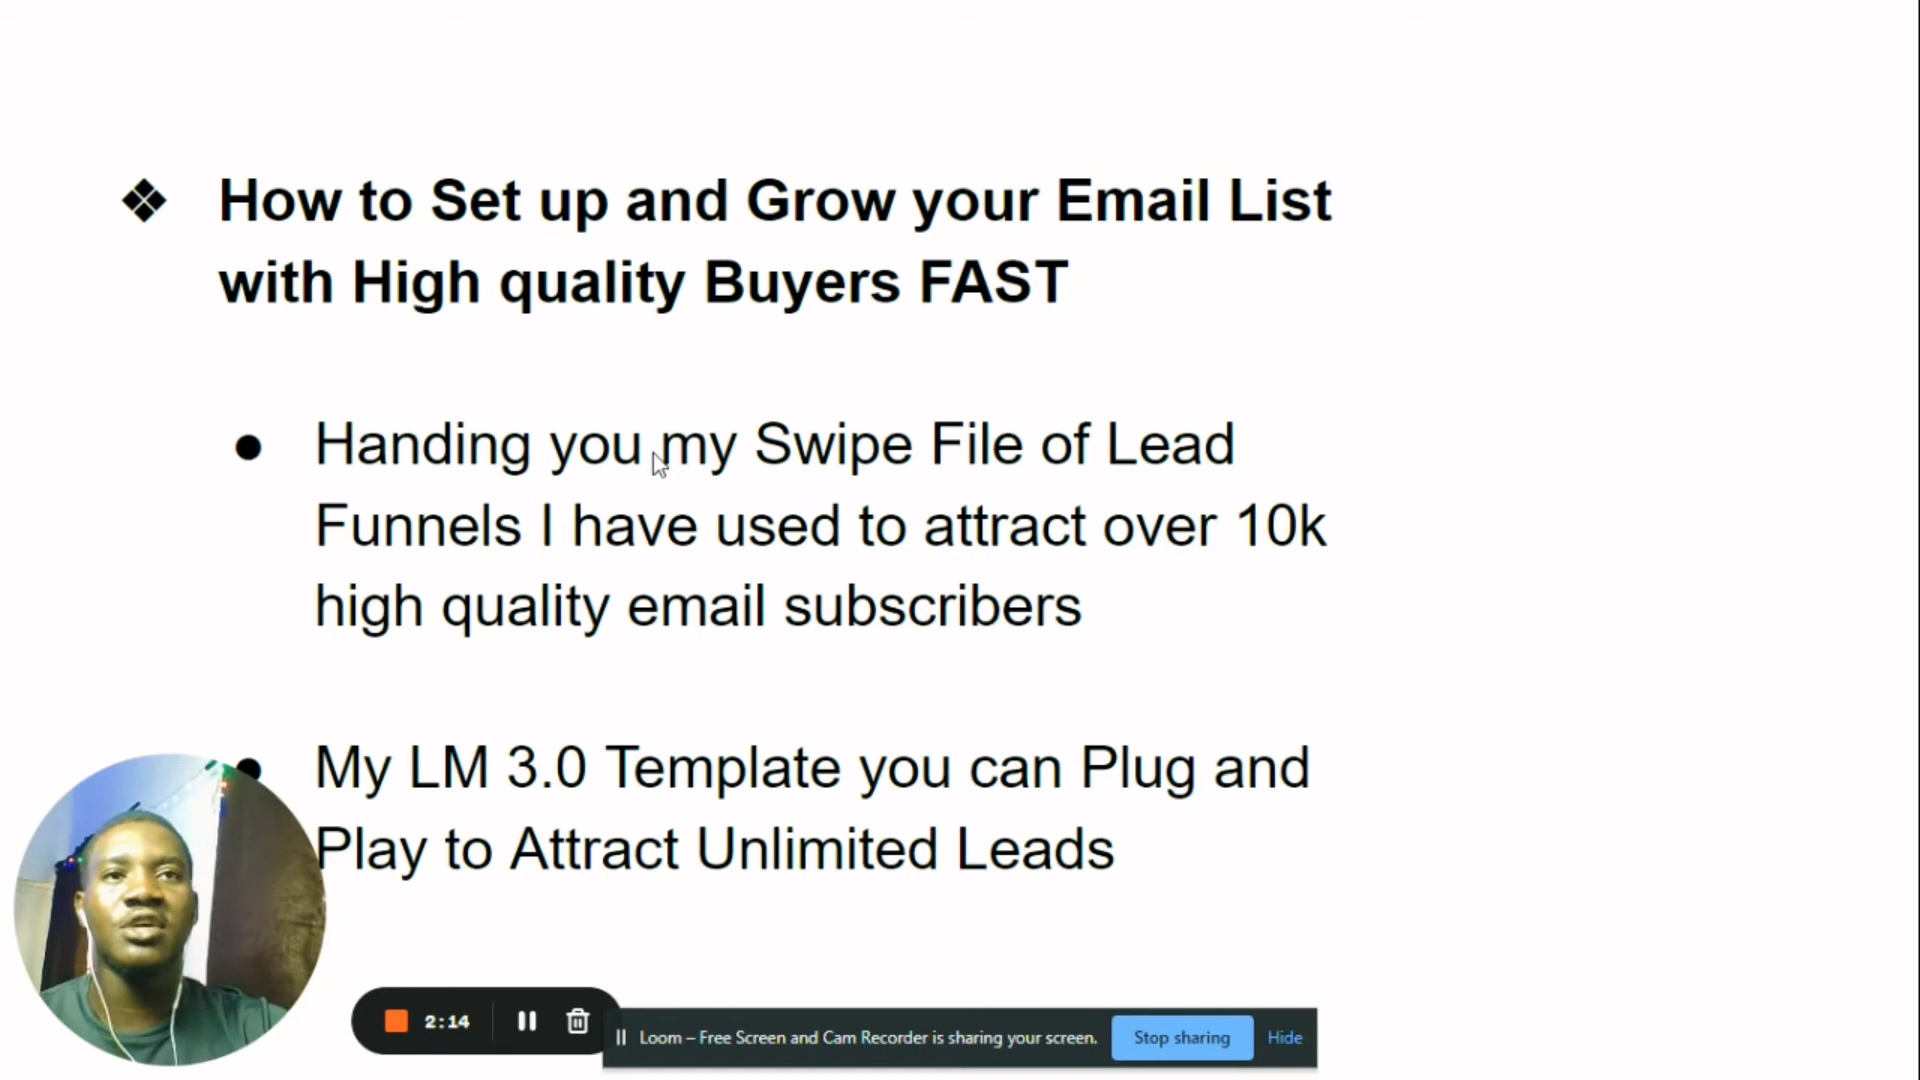 ❖ How to Set up and Grow your Email List
with High quality Buyers FAST
● Handing you my Swipe File of Lead
Funnels I have used to attract over 10k
high quality email subscribers
● My LM 3.0 Template you can Plug and
Play to Attract Unlimited Leads
2:14
Loom – Free Screen and Cam Recorder is sharing your screen. Stop sharing Hide